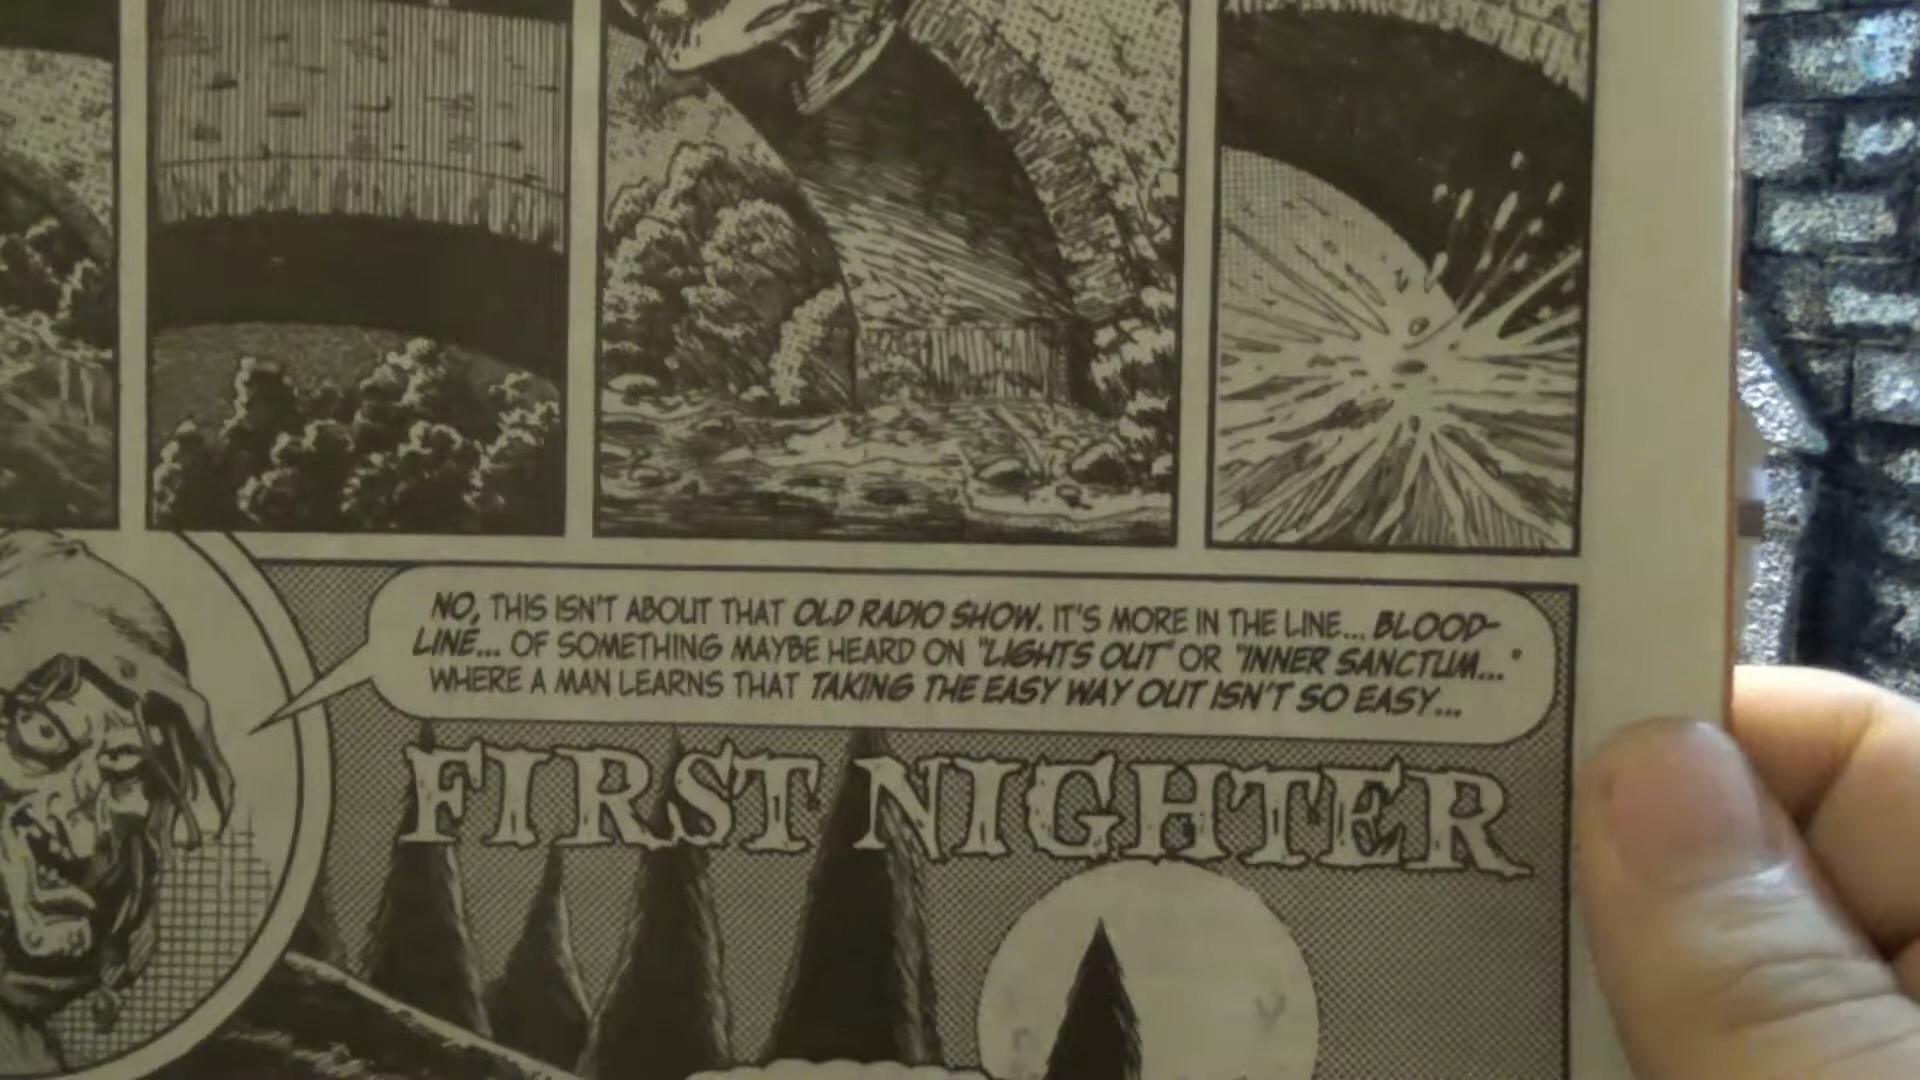 NO, THIS ISN'T ABOUT THAT OLD RADIO SHOW. IT'S MORE IN THE LINE... BLOOD-
LINE... OF SOMETHING MAYBE HEARD ON "LIGHTS OUT" OR "INNER SANCTUM..."
WHERE A MAN LEARNS THAT TAKING THE EASY WAY OUT ISN'T SO EASY...
FIRST NIGHTER